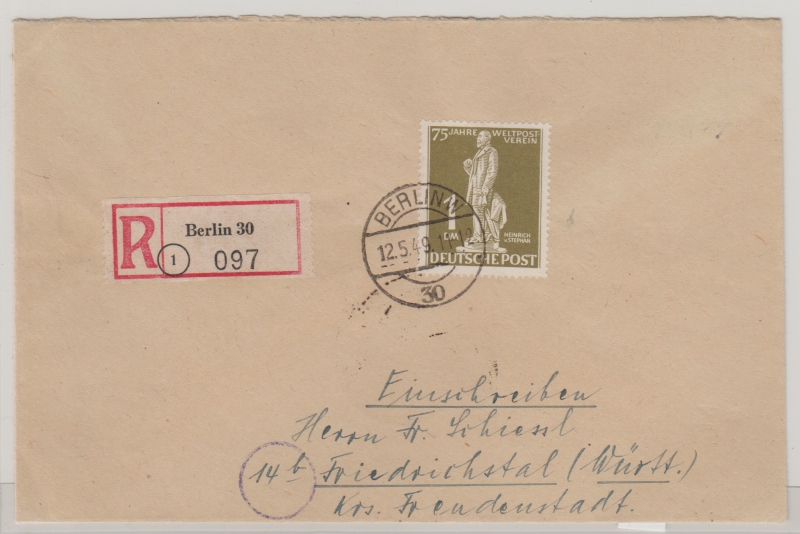 75 JAHRE WELTPOST
VEREIN
1
DM
HEINRICH
v. STEPHAN
DEUTSCHE POST
BERLIN W
12.5.49.
30
R
Berlin 30
1
097
Einschreiben
Herrn Fr. Schiessl
14b Friedrichstal (Württ.)
Krs. Freudenstadt.